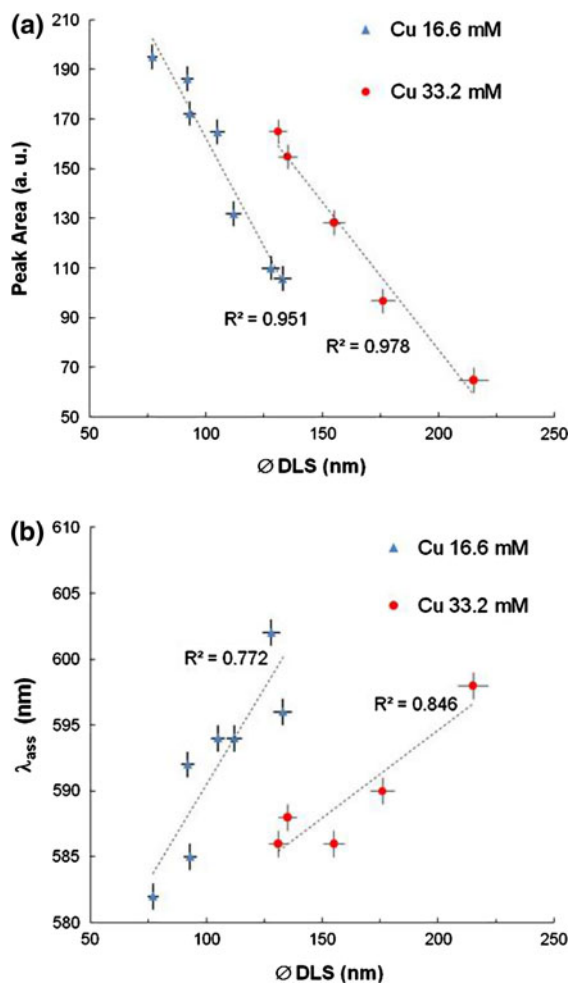 (a)
210
190
170
150
130
110
90
70
50
Peak Area (a. u.)
Cu 16.6 mM
Cu 33.2 mM
R² = 0.951
R² = 0.978
50 100 150 200 250
∅ DLS (nm)
(b)
610
605
600
595
590
585
580
λass (nm)
Cu 16.6 mM
Cu 33.2 mM
R² = 0.772
R² = 0.846
50 100 150 200 250
∅ DLS (nm)